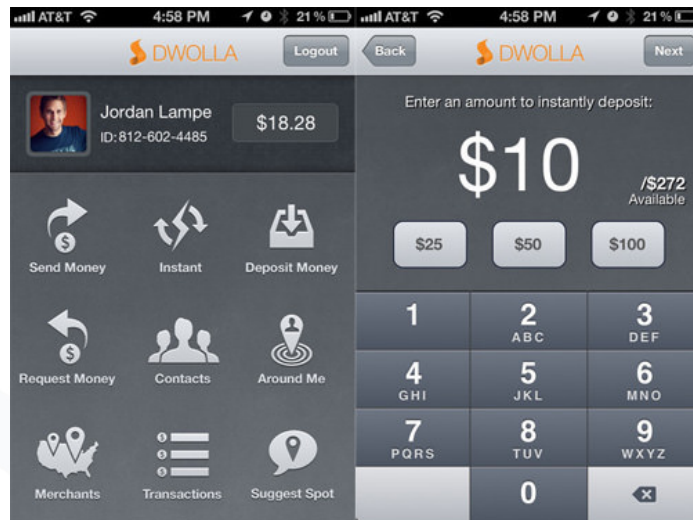 AT&T 4:58 PM 21%
DWOLLA Logout
Jordan Lampe
ID:812-602-4485
$18.28
Send Money Instant Deposit Money
Request Money Contacts Around Me
Merchants Transactions Suggest Spot
AT&T 4:58 PM 21%
Back DWOLLA Next
Enter an amount to instantly deposit:
$10
/$272
Available
$25 $50 $100
1 2 3
ABC DEF
4 5 6
GHI JKL MNO
7 8 9
PQRS TUV WXYZ
0